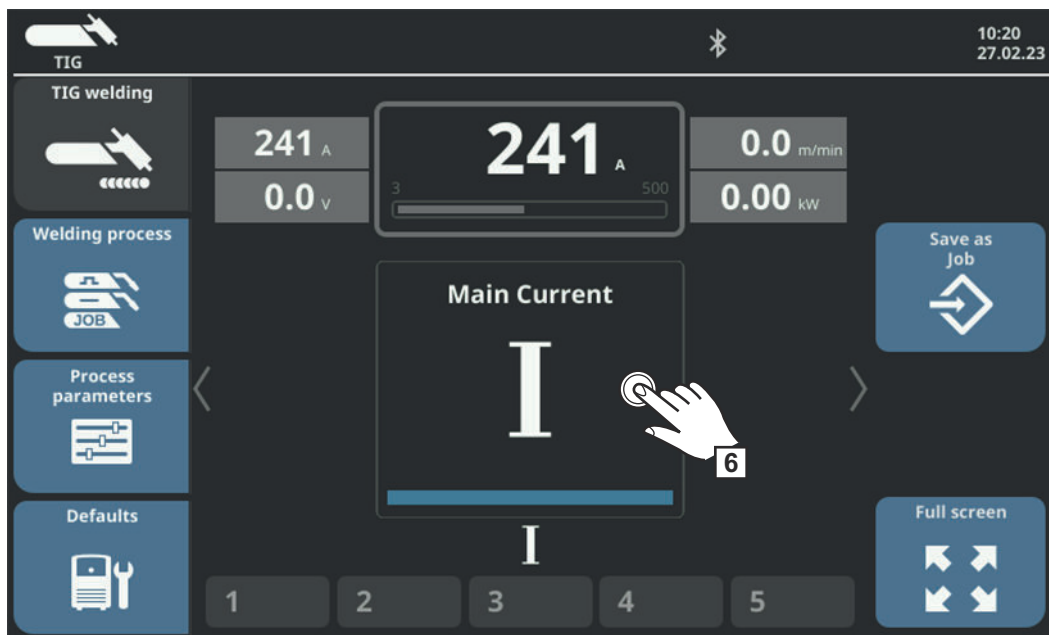 TIG
10:20
27.02.23
TIG welding
Welding process
JOB
Process
parameters
Defaults
241 A
0.0 V
241 A
3 500
0.0 m/min
0.00 kW
Main Current
I
6
I
1 2 3 4 5
Save as
Job
Full screen